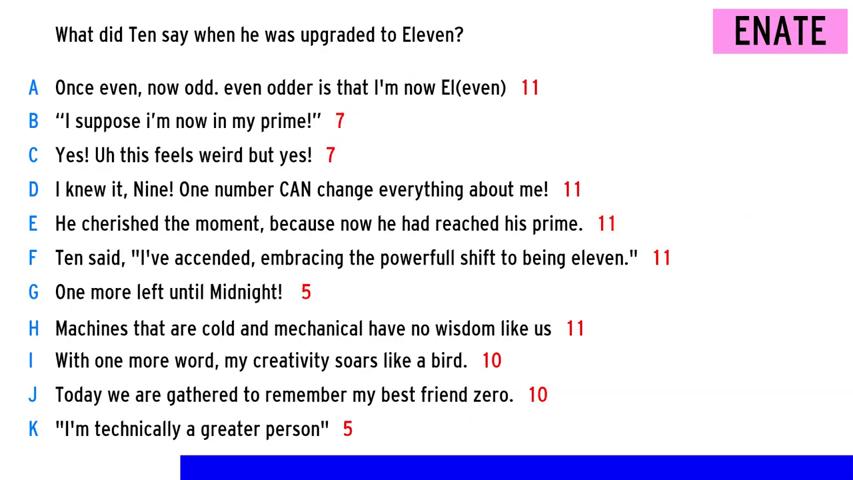 What did Ten say when he was upgraded to Eleven?
ENATE
A Once even, now odd. even odder is that I'm now El(even) 11
B “I suppose i’m now in my prime!” 7
C Yes! Uh this feels weird but yes! 7
D I knew it, Nine! One number CAN change everything about me! 11
E He cherished the moment, because now he had reached his prime. 11
F Ten said, "I've accended, embracing the powerfull shift to being eleven." 11
G One more left until Midnight! 5
H Machines that are cold and mechanical have no wisdom like us 11
I With one more word, my creativity soars like a bird. 10
J Today we are gathered to remember my best friend zero. 10
K "I'm technically a greater person" 5